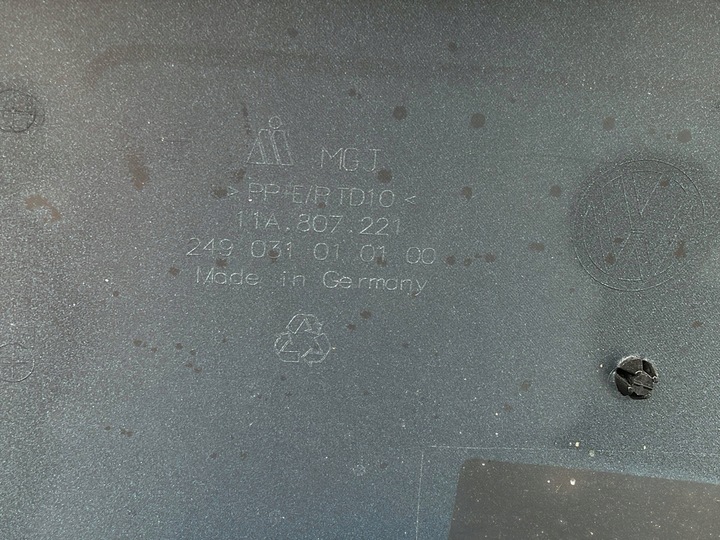 MGJ
>PP+E/P TD10<
11A.807.221
249 031 01 01 00
Made in Germany